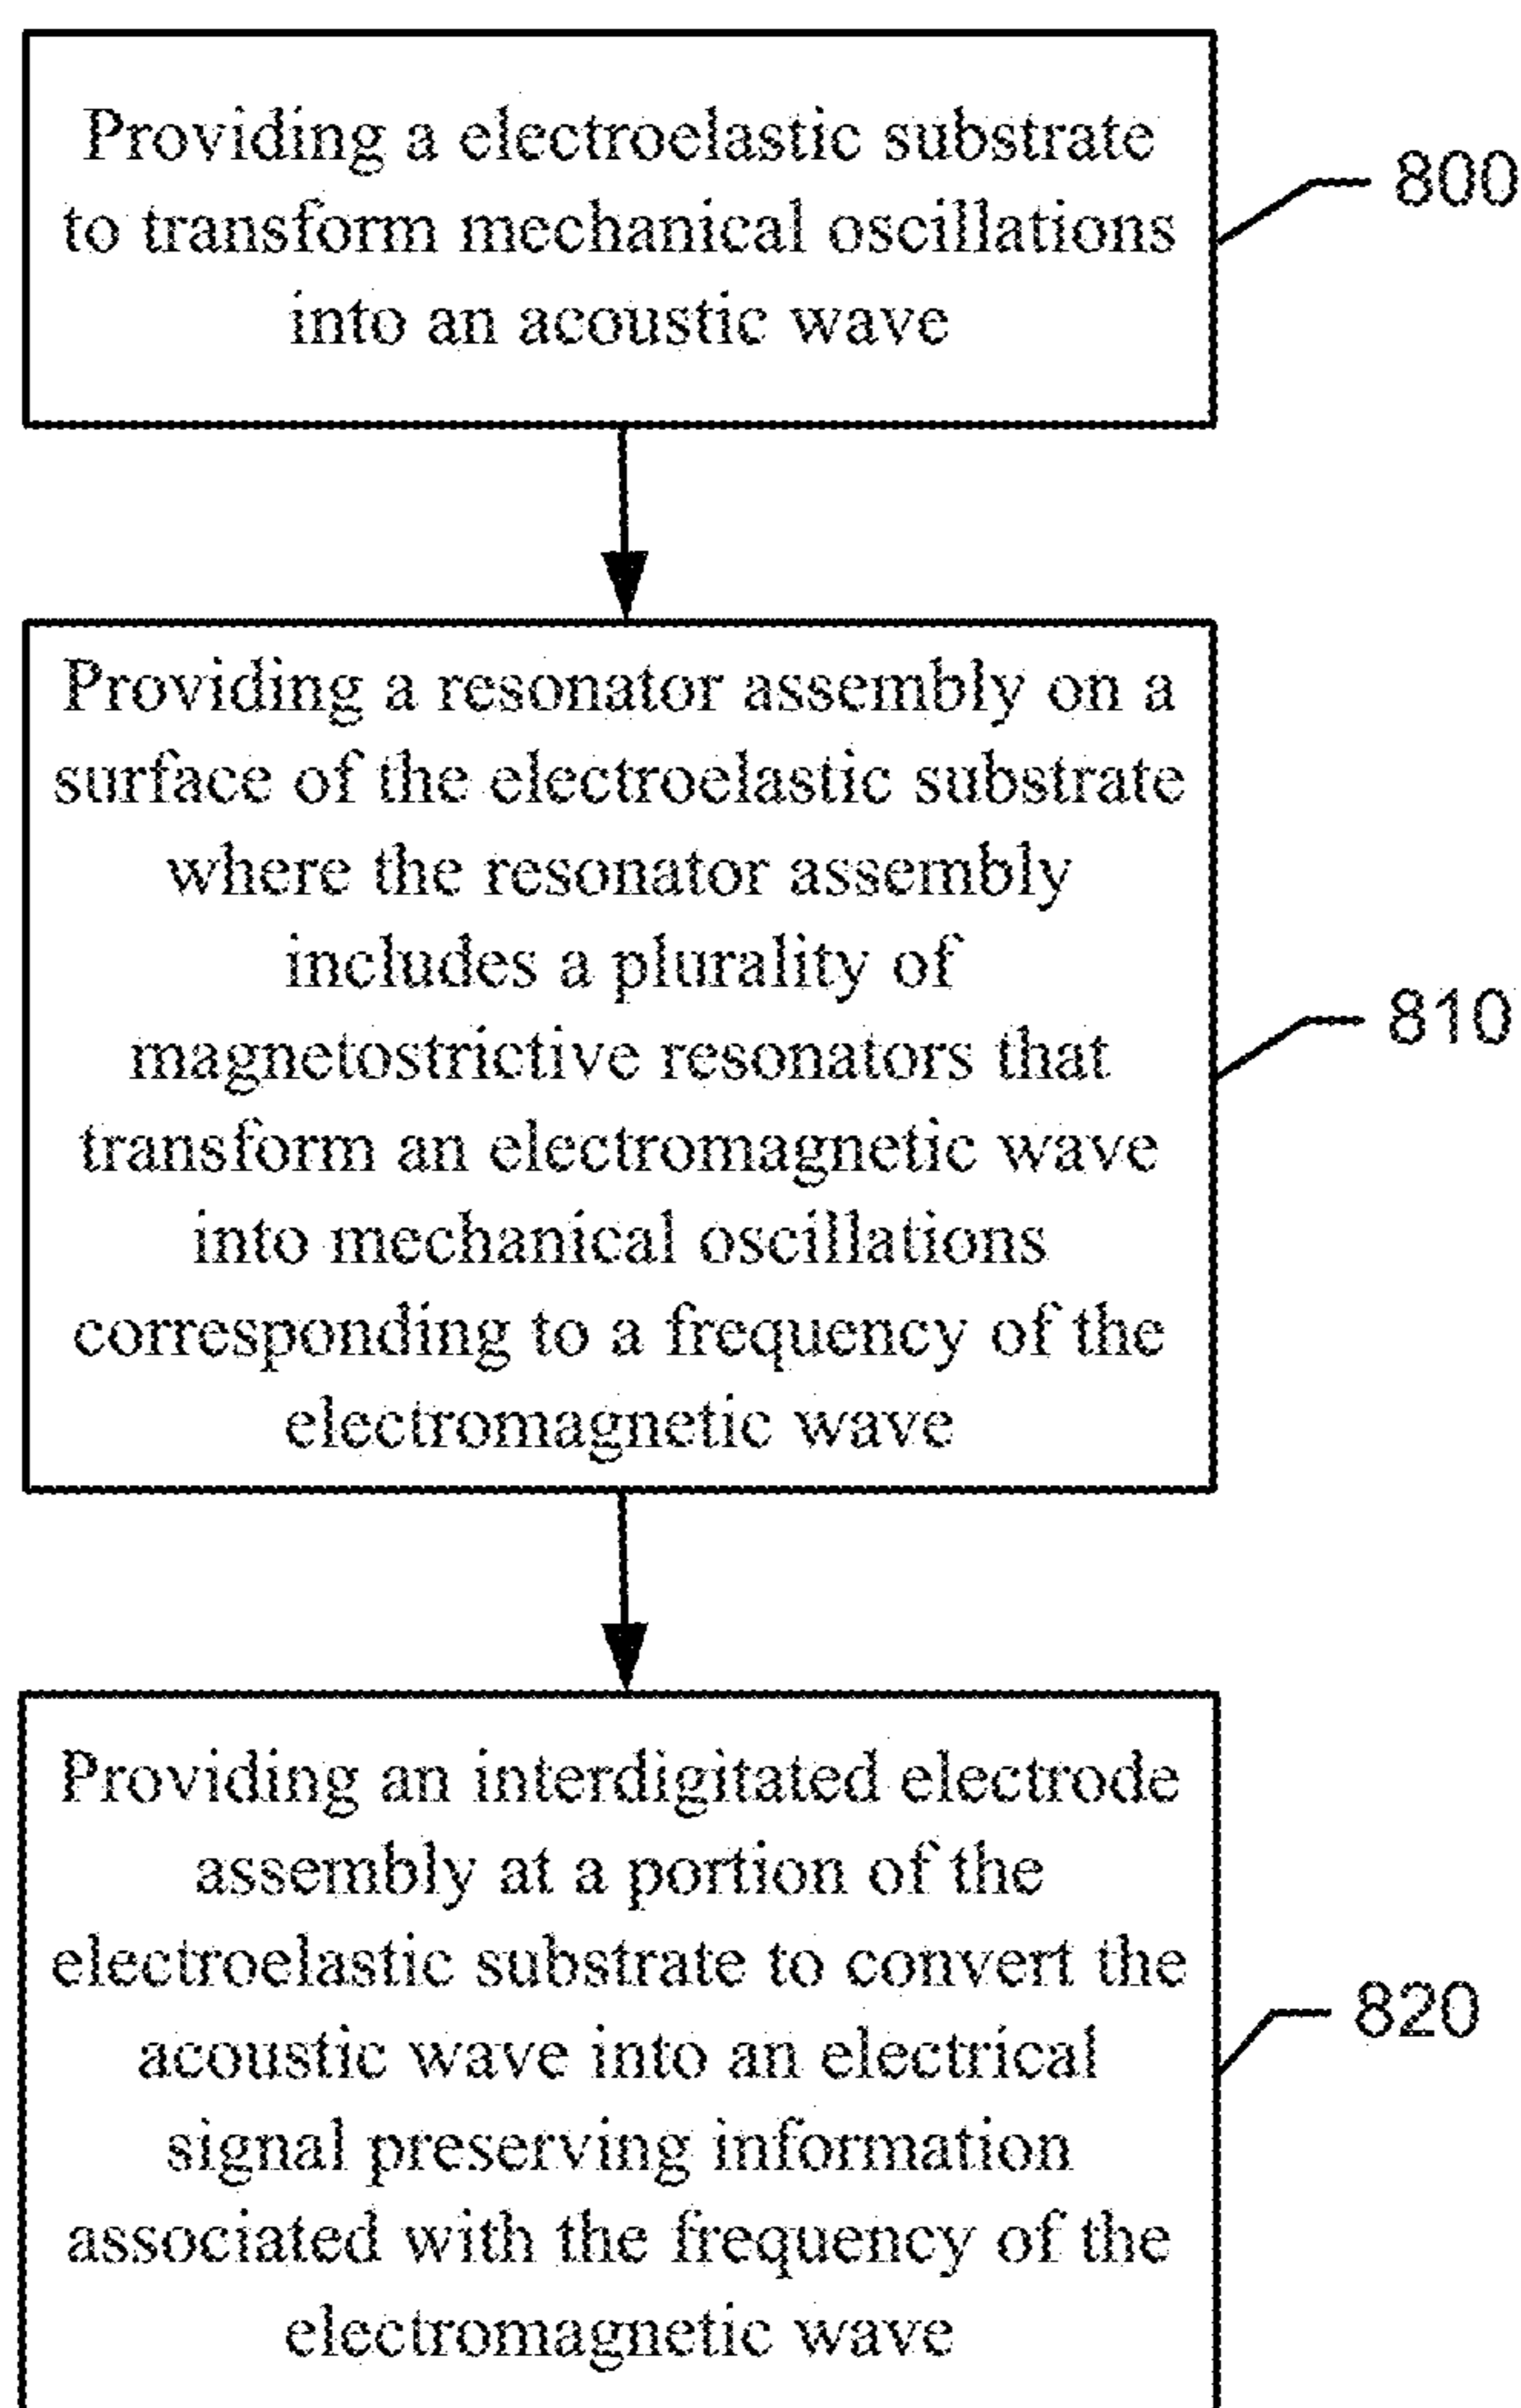 Providing a electroelastic substrate
to transform mechanical oscillations
into an acoustic wave
800
Providing a resonator assembly on a
surface of the electroelastic substrate
where the resonator assembly
includes a plurality of
magnetostrictive resonators that
transform an electromagnetic wave
into mechanical oscillations
corresponding to a frequency of the
electromagnetic wave
810
Providing an interdigitated electrode
assembly at a portion of the
electroelastic substrate to convert the
acoustic wave into an electrical
signal preserving information
associated with the frequency of the
electromagnetic wave
820